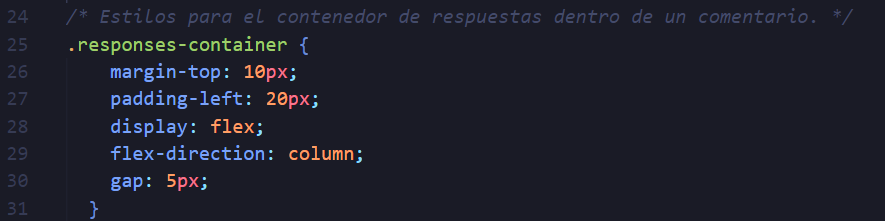 24 /* Estilos para el contenedor de respuestas dentro de un comentario. */
25 .responses-container {
26 margin-top: 10px;
27 padding-left: 20px;
28 display: flex;
29 flex-direction: column;
30 gap: 5px;
31 }